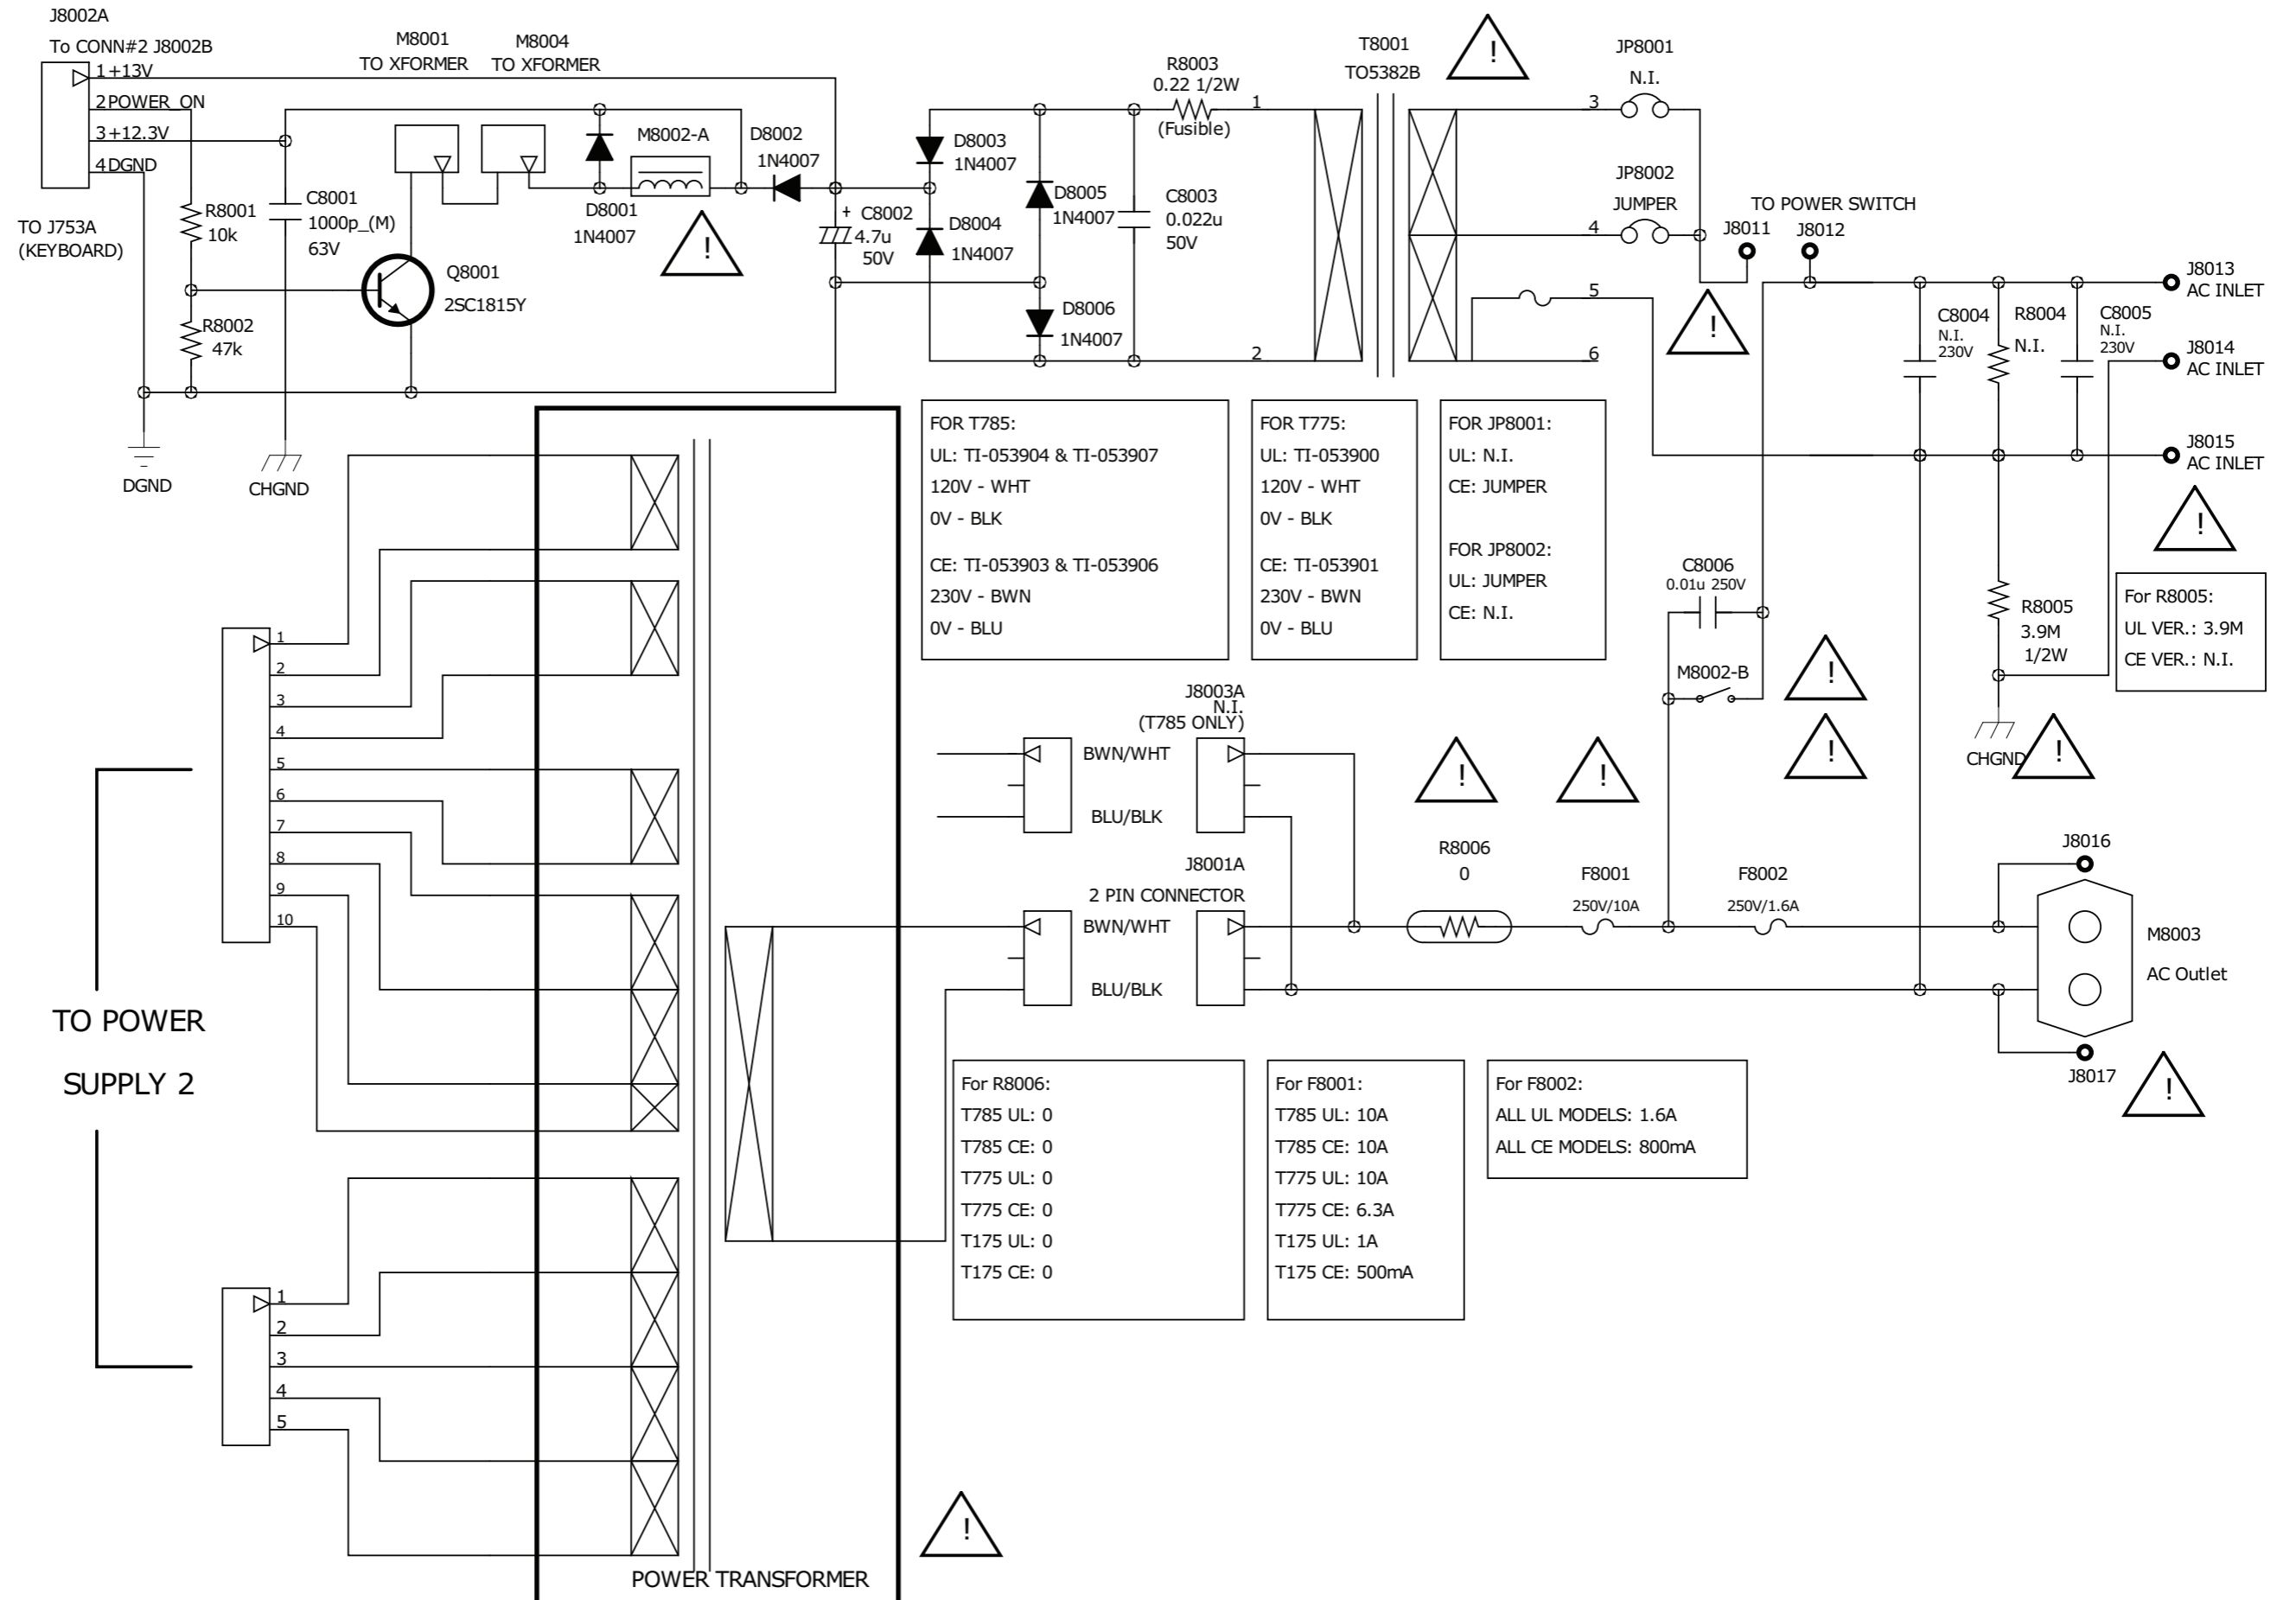 J8002A
To CONN#2 J8002B
1 +13V
2 POWER_ON
3 +12.3V
4 DGND
TO J753A
(KEYBOARD)
M8001
TO XFORMER
M8004
TO XFORMER
M8002-A
D8002
1N4007
R8001
10k
C8001
1000p_(M)
63V
D8001
1N4007
!
+
C8002
4.7u
50V
Q8001
2SC1815Y
R8002
47k
DGND
CHGND
D8003
1N4007
D8004
1N4007
D8005
1N4007
D8006
1N4007
C8003
0.022u
50V
R8003
0.22 1/2W
(Fusible)
1
2
T8001
TO5382B
!
3
4
5
6
JP8001
N.I.
JP8002
JUMPER
TO POWER SWITCH
J8011
J8012
!
C8004
N.I.
230V
R8004
N.I.
C8005
N.I.
230V
J8013
AC INLET
J8014
AC INLET
J8015
AC INLET
!
FOR T785:
UL: TI-053904 & TI-053907
120V - WHT
0V - BLK
CE: TI-053903 & TI-053906
230V - BWN
0V - BLU
FOR T775:
UL: TI-053900
120V - WHT
0V - BLK
CE: TI-053901
230V - BWN
0V - BLU
FOR JP8001:
UL: N.I.
CE: JUMPER
FOR JP8002:
UL: JUMPER
CE: N.I.
C8006
0.01u 250V
M8002-B
!
!
R8005
3.9M
1/2W
For R8005:
UL VER.: 3.9M
CE VER.: N.I.
CHGND
!
1
2
3
4
5
6
7
8
9
10
TO POWER
SUPPLY 2
1
2
3
4
5
POWER TRANSFORMER
!
J8003A
N.I.
(T785 ONLY)
BWN/WHT
BLU/BLK
J8001A
2 PIN CONNECTOR
BWN/WHT
BLU/BLK
!
!
R8006
0
F8001
250V/10A
F8002
250V/1.6A
J8016
M8003
AC Outlet
J8017
!
For R8006:
T785 UL: 0
T785 CE: 0
T775 UL: 0
T775 CE: 0
T175 UL: 0
T175 CE: 0
For F8001:
T785 UL: 10A
T785 CE: 10A
T775 UL: 10A
T775 CE: 6.3A
T175 UL: 1A
T175 CE: 500mA
For F8002:
ALL UL MODELS: 1.6A
ALL CE MODELS: 800mA